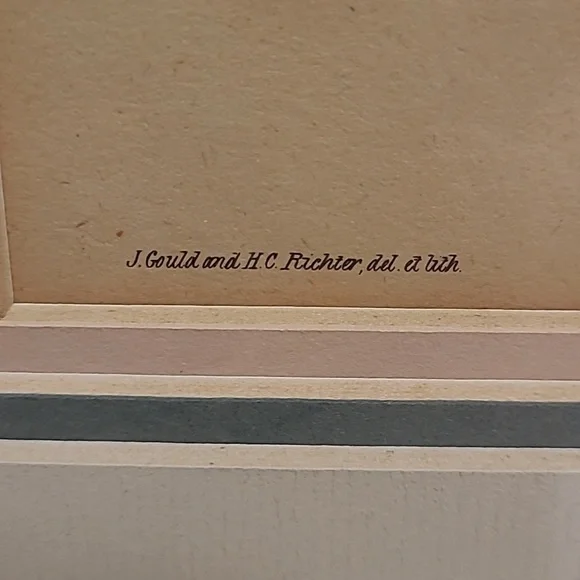 J. Gould and H. C. Richter, del. et lith.